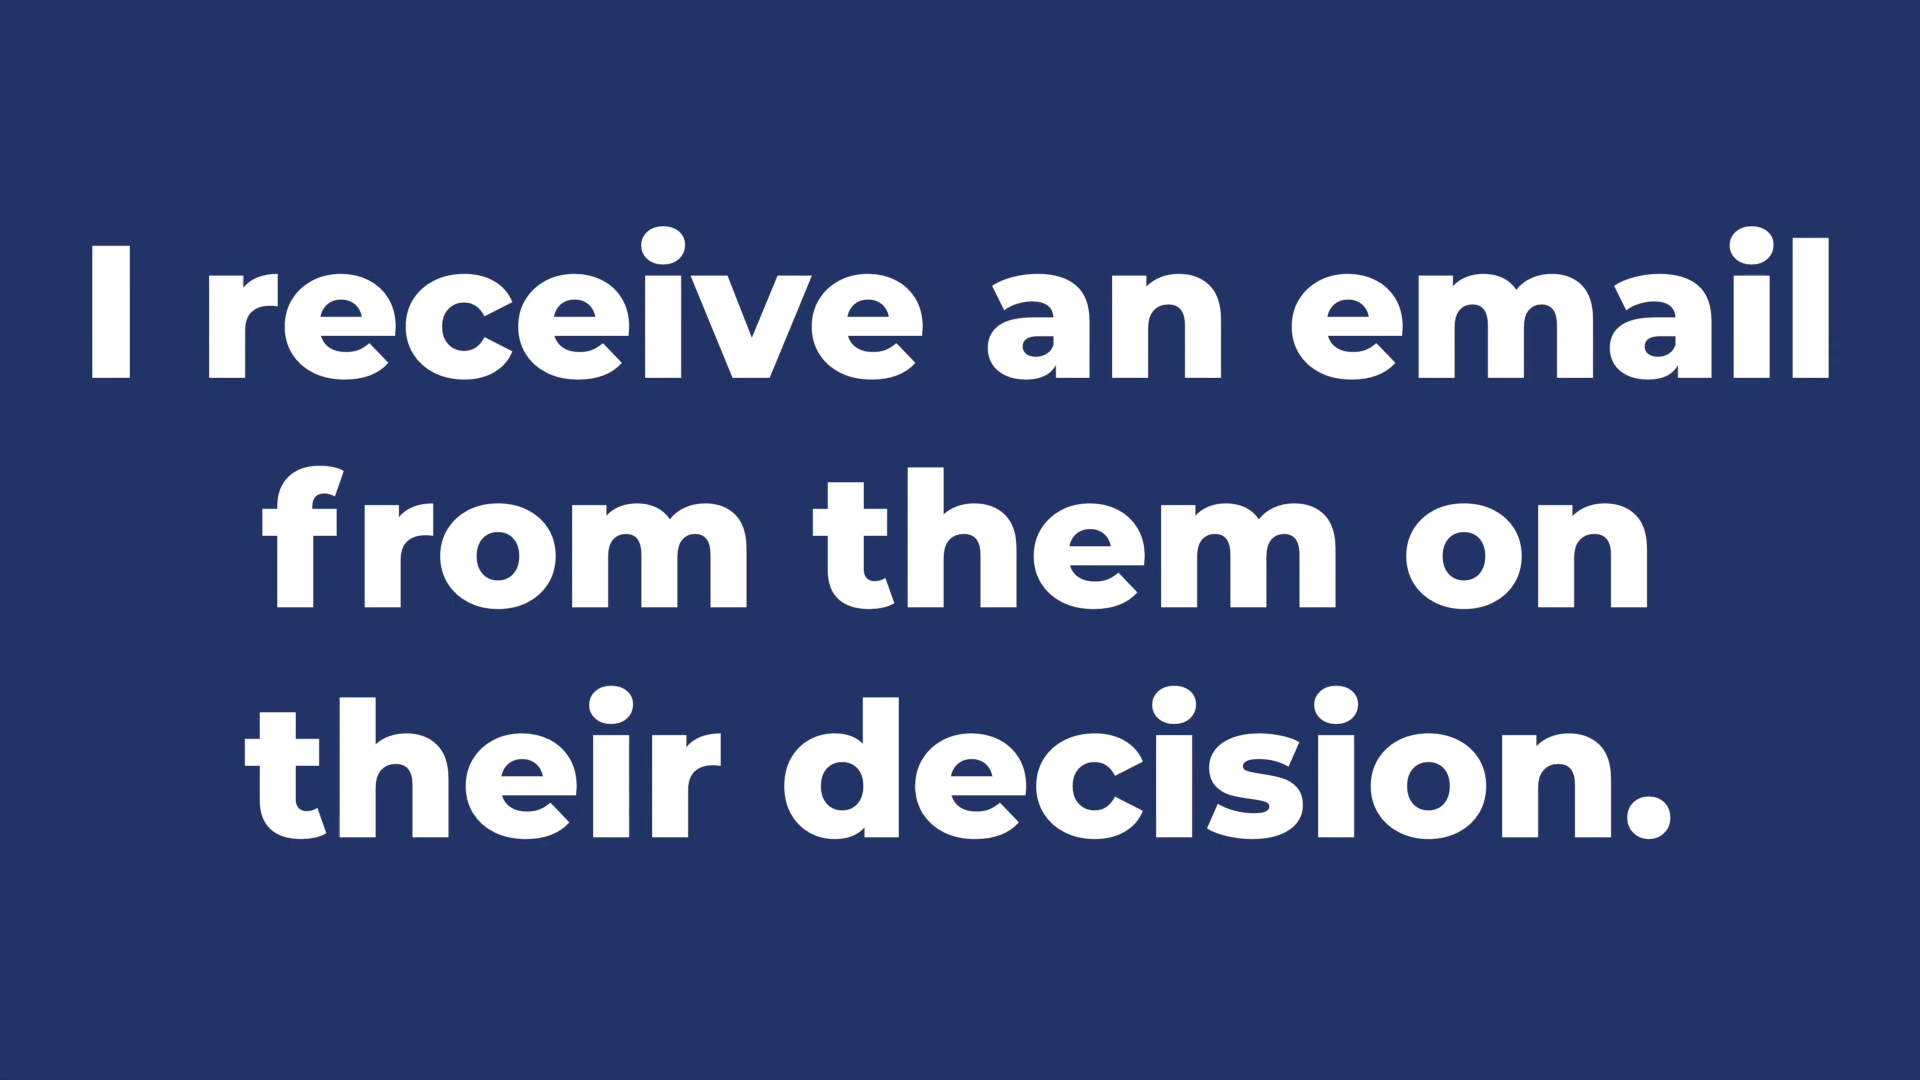 I receive an email
from them on
their decision.